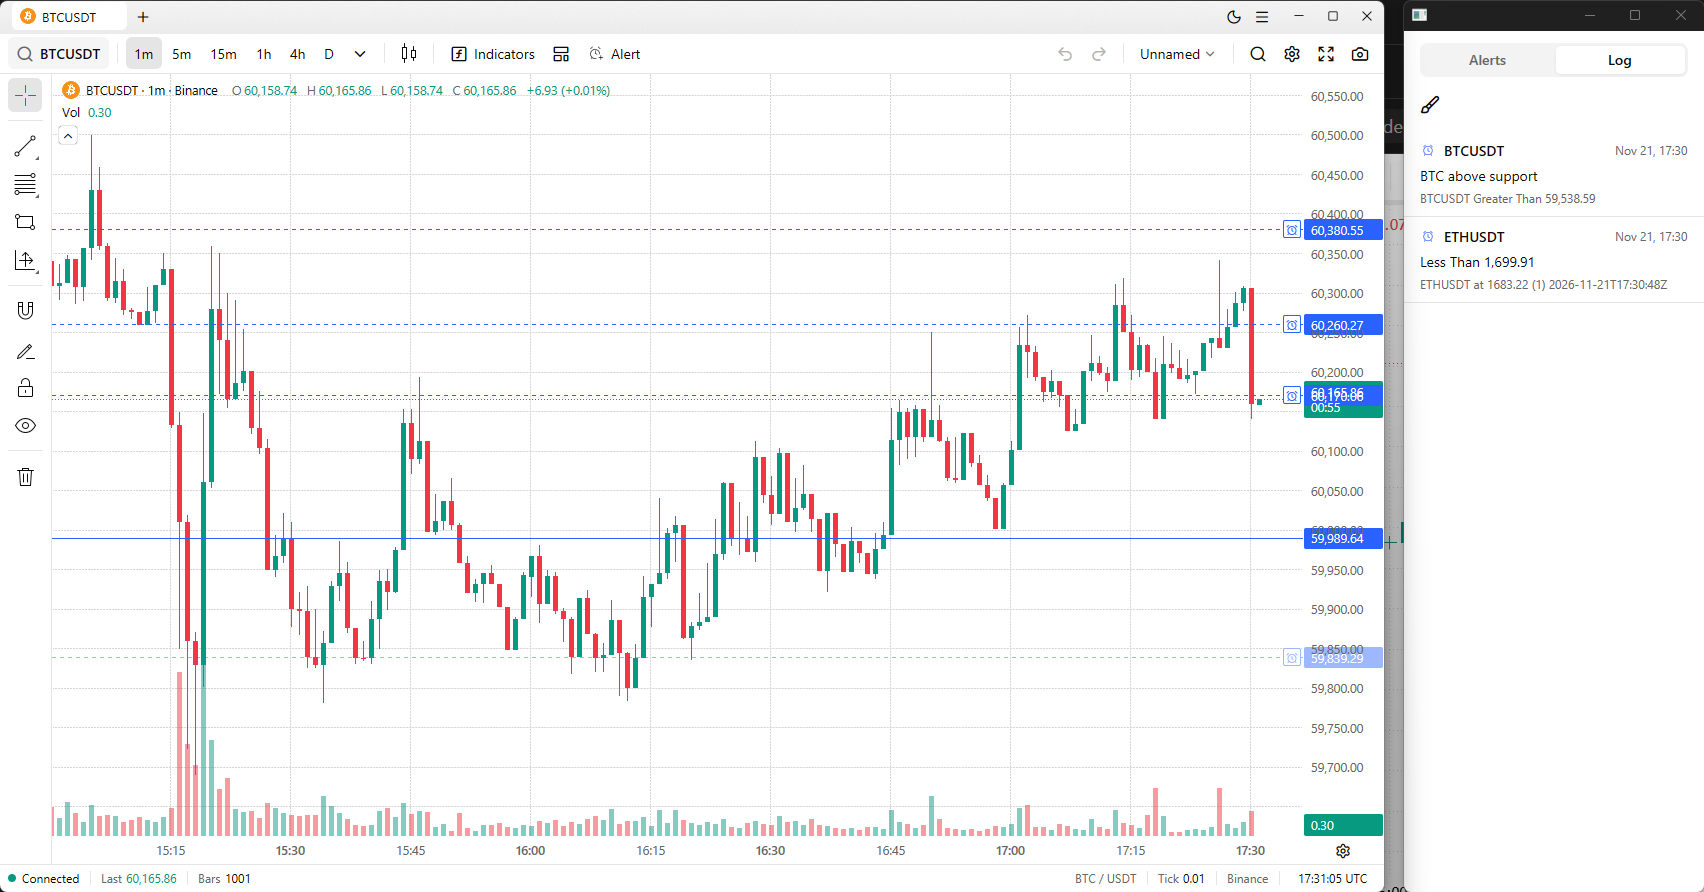 BTCUSDT
BTCUSDT 1m 5m 15m 1h 4h D Indicators Alert Unnamed
BTCUSDT · 1m · Binance O 60,158.74 H 60,165.86 L 60,158.74 C 60,165.86 +6.93 (+0.01%)
Vol 0.30
60,550.00
60,500.00
60,450.00
60,400.00
60,380.55
60,350.00
60,300.00
60,260.27
60,200.00
60,165.86
00:55
60,100.00
60,050.00
59,989.64
59,950.00
59,900.00
59,850.00
59,839.29
59,800.00
59,750.00
59,700.00
0.30
15:15 15:30 15:45 16:00 16:15 16:30 16:45 17:00 17:15 17:30
Connected Last 60,165.86 Bars 1001 BTC / USDT Tick 0.01 Binance 17:31:05 UTC
Alerts Log
BTCUSDT Nov 21, 17:30
BTC above support
BTCUSDT Greater Than 59,538.59
ETHUSDT Nov 21, 17:30
Less Than 1,699.91
ETHUSDT at 1683.22 (1) 2026-11-21T17:30:48Z